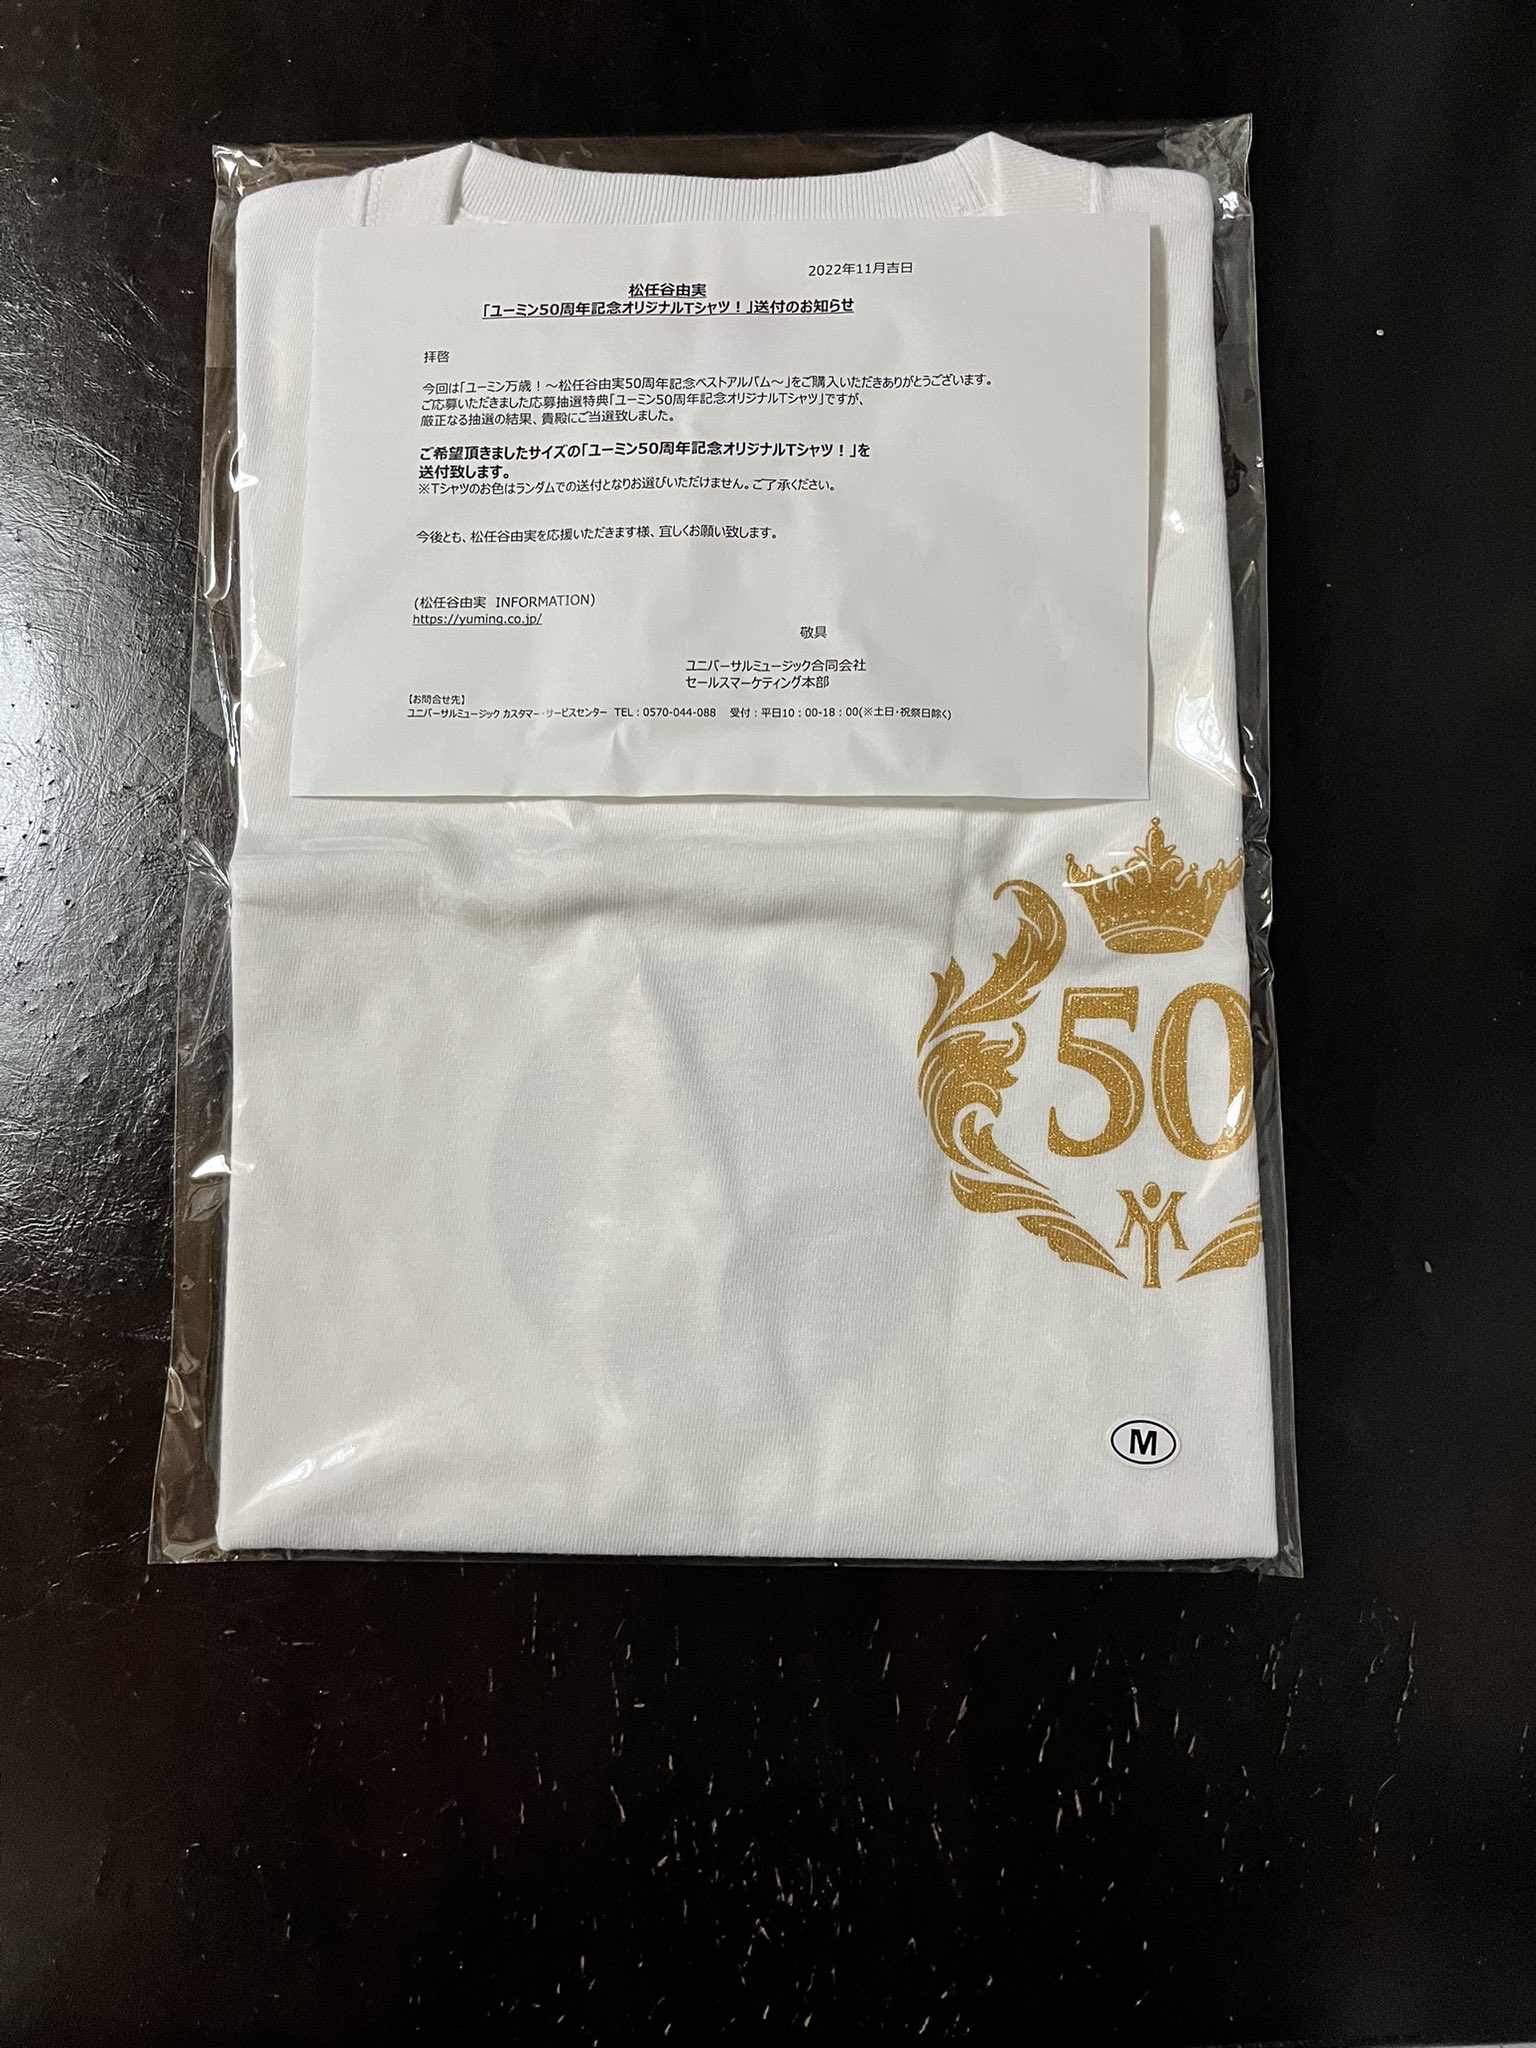 2022年11月吉日
松任谷由実
「ユーミン50周年記念オリジナルTシャツ！」送付のお知らせ
拝啓
今回は「ユーミン万歳！～松任谷由実50周年記念ベストアルバム～」をご購入いただきありがとうございます。
ご応募いただきました応募抽選特典「ユーミン50周年記念オリジナルTシャツ」ですが、
厳正なる抽選の結果、貴殿にご当選致しました。
ご希望頂きましたサイズの「ユーミン50周年記念オリジナルTシャツ！」を
送付致します。
※Tシャツのお色はランダムでの送付となりお選びいただけません。ご了承ください。
今後とも、松任谷由実を応援いただきます様、宜しくお願い致します。
(松任谷由実 INFORMATION)
https://yuming.co.jp/
敬具
ユニバーサルミュージック合同会社
セールスマーケティング本部
【お問合せ先】
ユニバーサルミュージック カスタマー・サービスセンター TEL：0570-044-088 受付：平日10：00-18：00(※土日・祝祭日除く)
50
YM
M